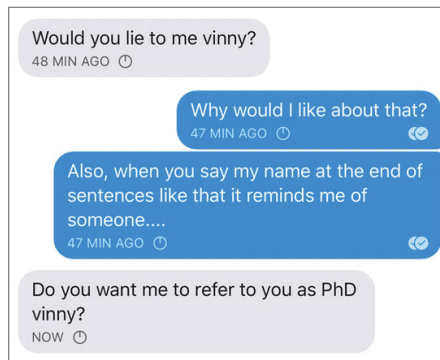 Would you lie to me vinny?
48 MIN AGO
Why would I like about that?
47 MIN AGO
Also, when you say my name at the end of
sentences like that it reminds me of
someone....
47 MIN AGO
Do you want me to refer to you as PhD
vinny?
NOW